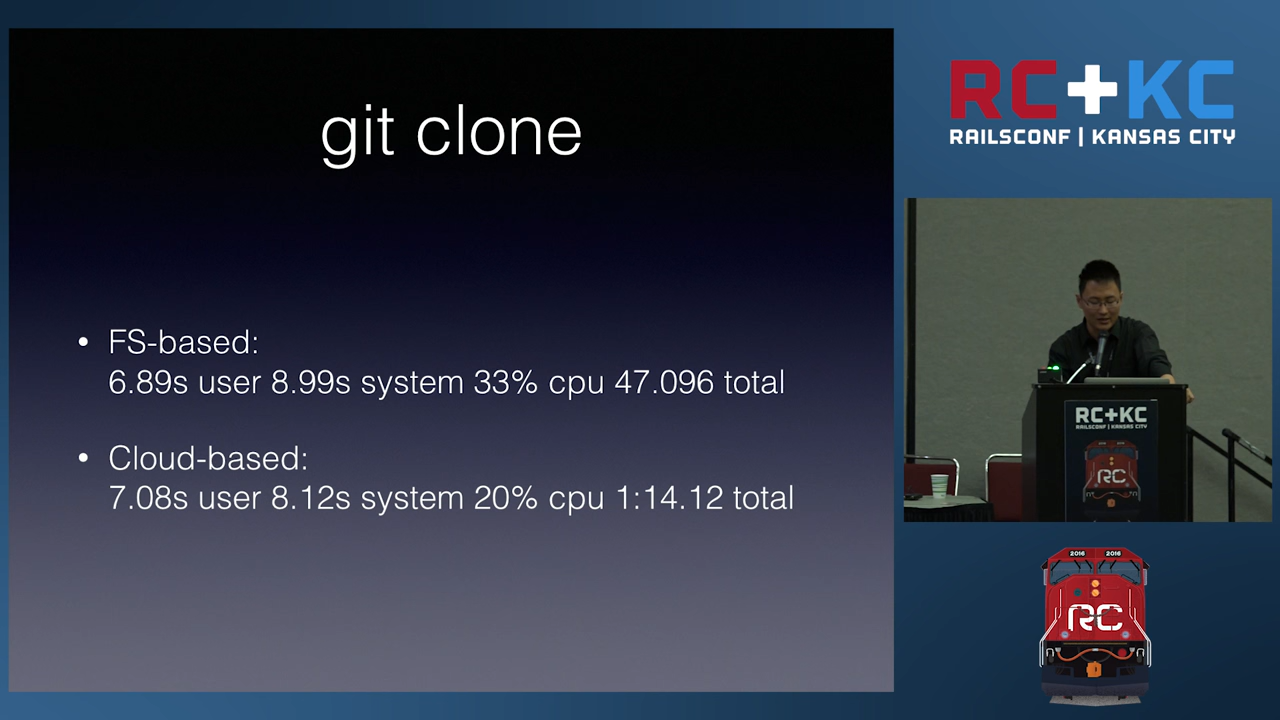 git clone
• FS-based:
6.89s user 8.99s system 33% cpu 47.096 total
• Cloud-based:
7.08s user 8.12s system 20% cpu 1:14.12 total
RC+KC
RAILSCONF | KANSAS CITY
RC+KC
RAILSCONF | KANSAS CITY
RC
2016 2016
RC